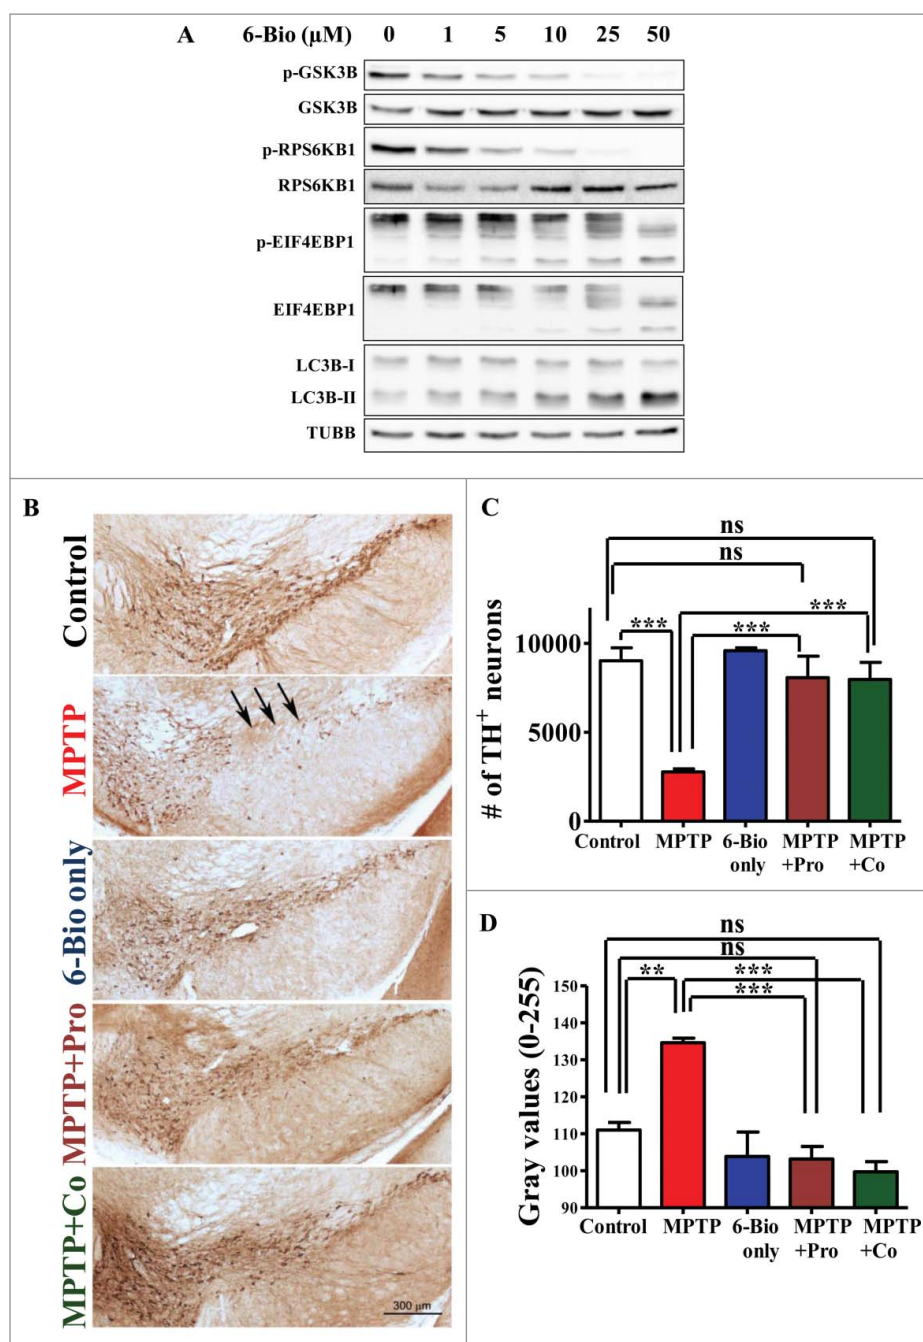 A
6-Bio (µM) 0 1 5 10 25 50
p-GSK3B
GSK3B
p-RPS6KB1
RPS6KB1
p-EIF4EBP1
EIF4EBP1
LC3B-I
LC3B-II
TUBB
B
Control
MPTP
6-Bio only
MPTP+Pro
MPTP+Co
300 µm
C
ns
ns
***
***
***
# of TH+ neurons
10000
5000
0
Control
MPTP
6-Bio only
MPTP +Pro
MPTP +Co
D
ns
ns
**
***
***
Gray values (0-255)
150
140
130
120
110
100
90
Control
MPTP
6-Bio only
MPTP +Pro
MPTP +Co